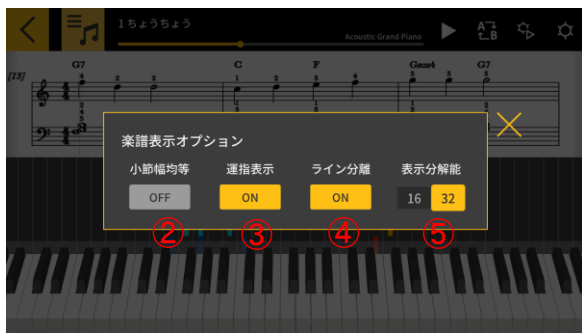 1 ちょうちょう
Acoustic Grand Piano
A B
[13] G7 C F Gsus4 G7
楽譜表示オプション
小節幅均等 運指表示 ライン分離 表示分解能
OFF ON ON 16 32
② ③ ④ ⑤